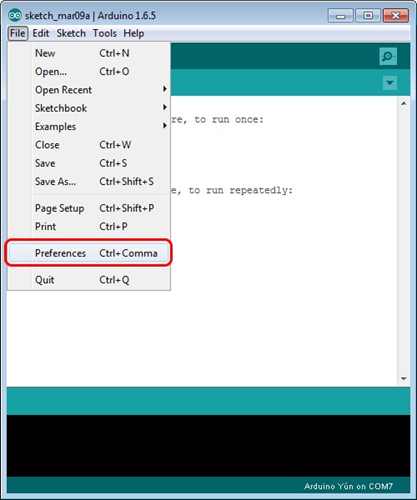 sketch_mar09a | Arduino 1.6.5
File Edit Sketch Tools Help
New Ctrl+N
Open... Ctrl+O
Open Recent
Sketchbook
Examples
Close Ctrl+W
Save Ctrl+S
Save As... Ctrl+Shift+S
Page Setup Ctrl+Shift+P
Print Ctrl+P
Preferences Ctrl+Comma
Quit Ctrl+Q
re, to run once:
e, to run repeatedly:
Arduino Yún on COM7